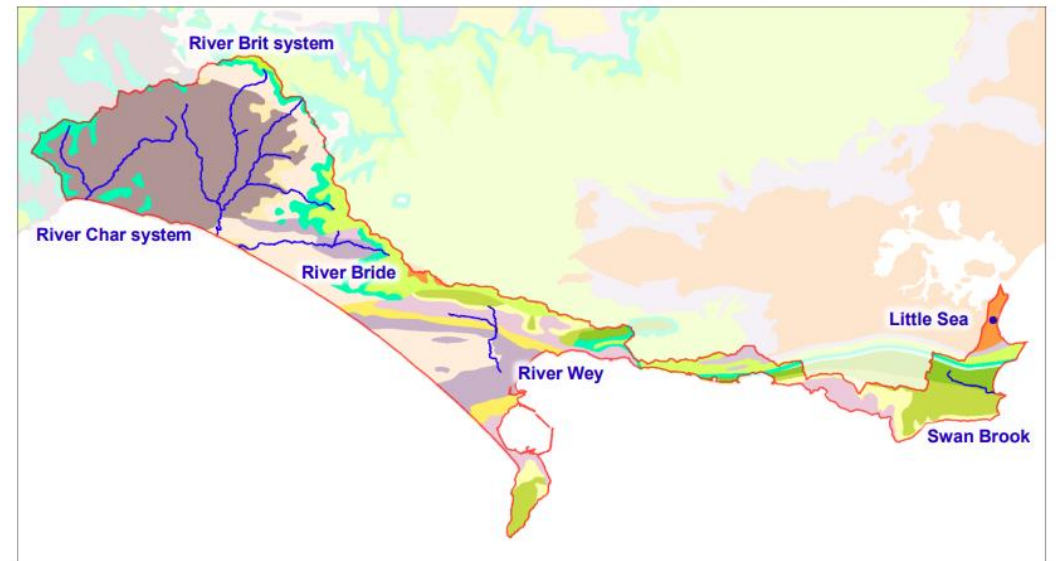 River Brit system
River Char system
River Bride
Little Sea
River Wey
Swan Brook